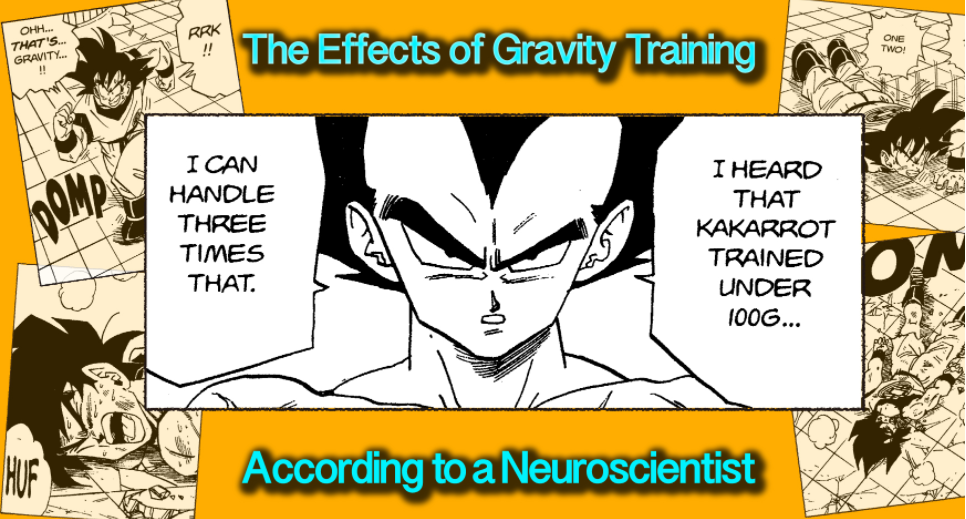 The Effects of Gravity Training
OHH...
THAT'S...
GRAVITY...
!!
RRK
!!
DOMP
ONE
TWO!
I HEARD
THAT
KAKARROT
TRAINED
UNDER
100G...
I CAN
HANDLE
THREE
TIMES
THAT.
HUF
According to a Neuroscientist